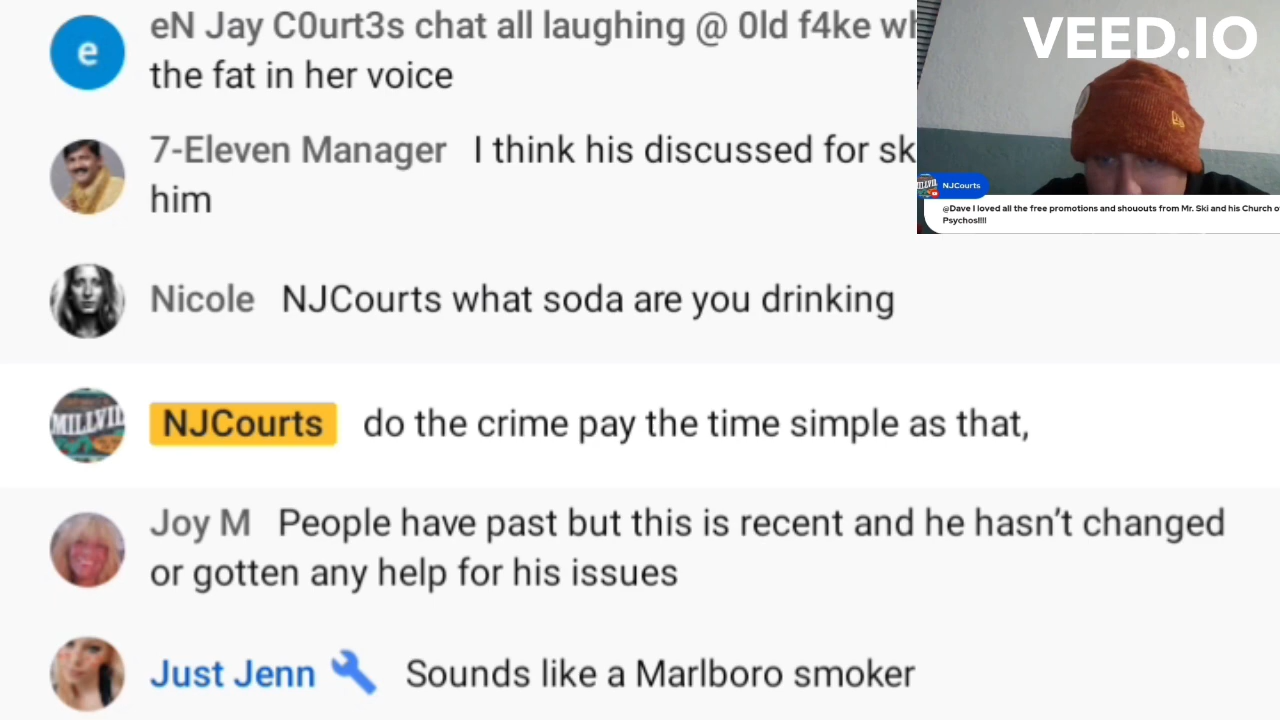 eN Jay C0urt3s chat all laughing @ 0ld f4ke
the fat in her voice
7-Eleven Manager I think his discussed for sk
him
Nicole NJCourts what soda are you drinking
MILLVIL NJCourts do the crime pay the time simple as that,
Joy M People have past but this is recent and he hasn't changed
or gotten any help for his issues
Just Jenn Sounds like a Marlboro smoker
VEED.IO
NJCourts
@Dave I loved all the free promotions and shououts from Mr. Ski and his Church o
Psychos!!!!
e